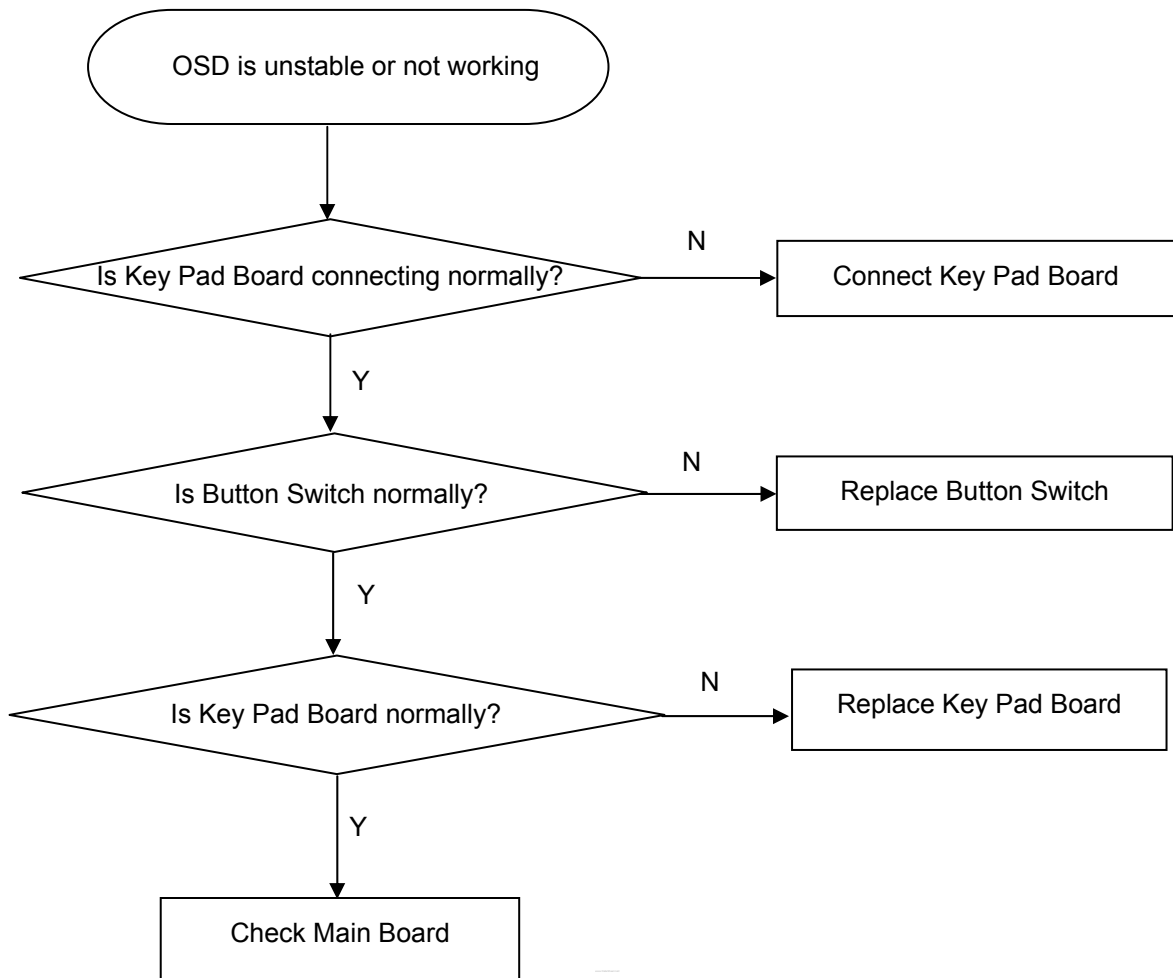 OSD is unstable or not working
Is Key Pad Board connecting normally?
N
Connect Key Pad Board
Y
Is Button Switch normally?
N
Replace Button Switch
Y
Is Key Pad Board normally?
N
Replace Key Pad Board
Y
Check Main Board